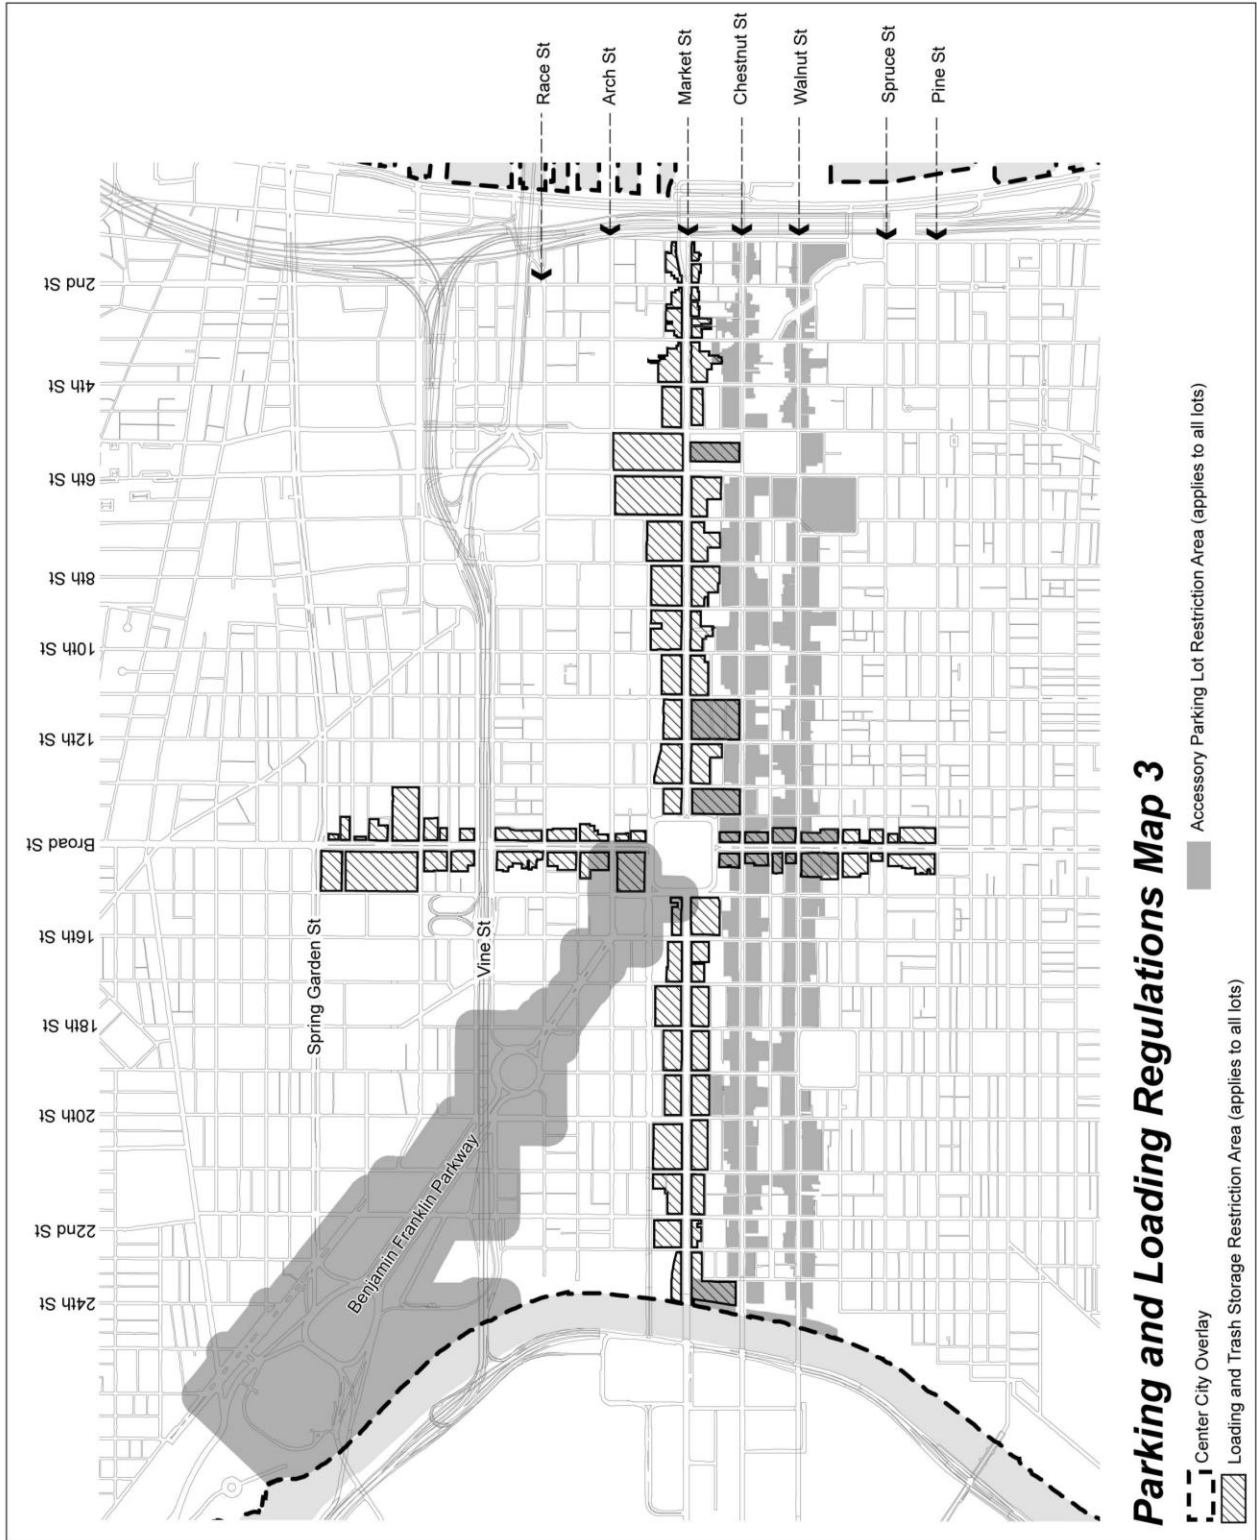 Race St
Arch St
Market St
Chestnut St
Walnut St
Spruce St
Pine St
2nd St
4th St
6th St
8th St
10th St
12th St
Broad St
16th St
18th St
20th St
22nd St
24th St
Spring Garden St
Vine St
Benjamin Franklin Parkway
Parking and Loading Regulations Map 3
Center City Overlay
Loading and Trash Storage Restriction Area (applies to all lots)
Accessory Parking Lot Restriction Area (applies to all lots)